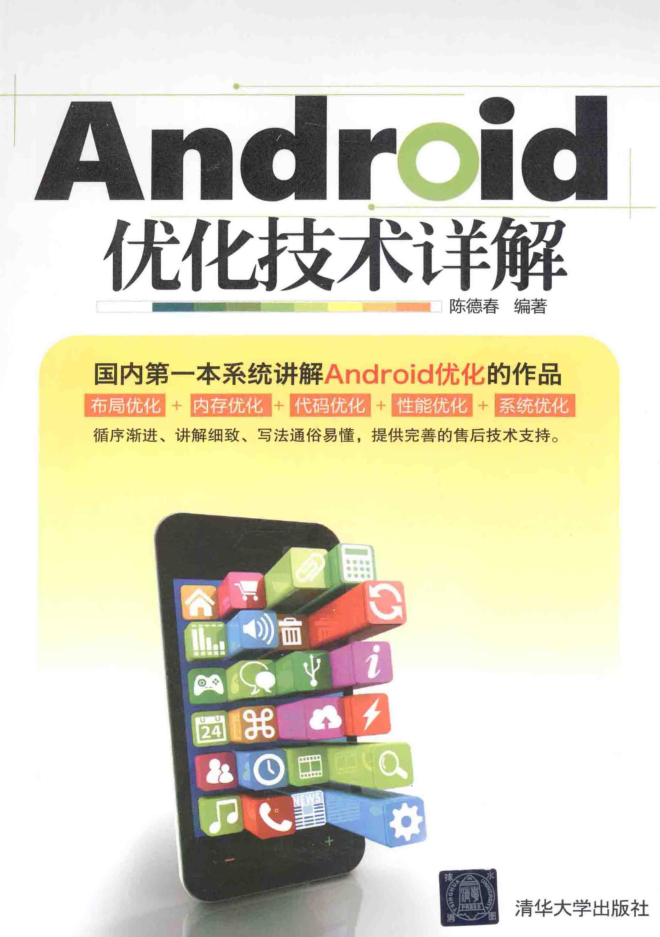 Android
优化技术详解
陈德春 编著
国内第一本系统讲解Android优化的作品
布局优化 + 内存优化 + 代码优化 + 性能优化 + 系统优化
循序渐进、讲解细致、写法通俗易懂，提供完善的售后技术支持。
24
NEWS
清华大学出版社